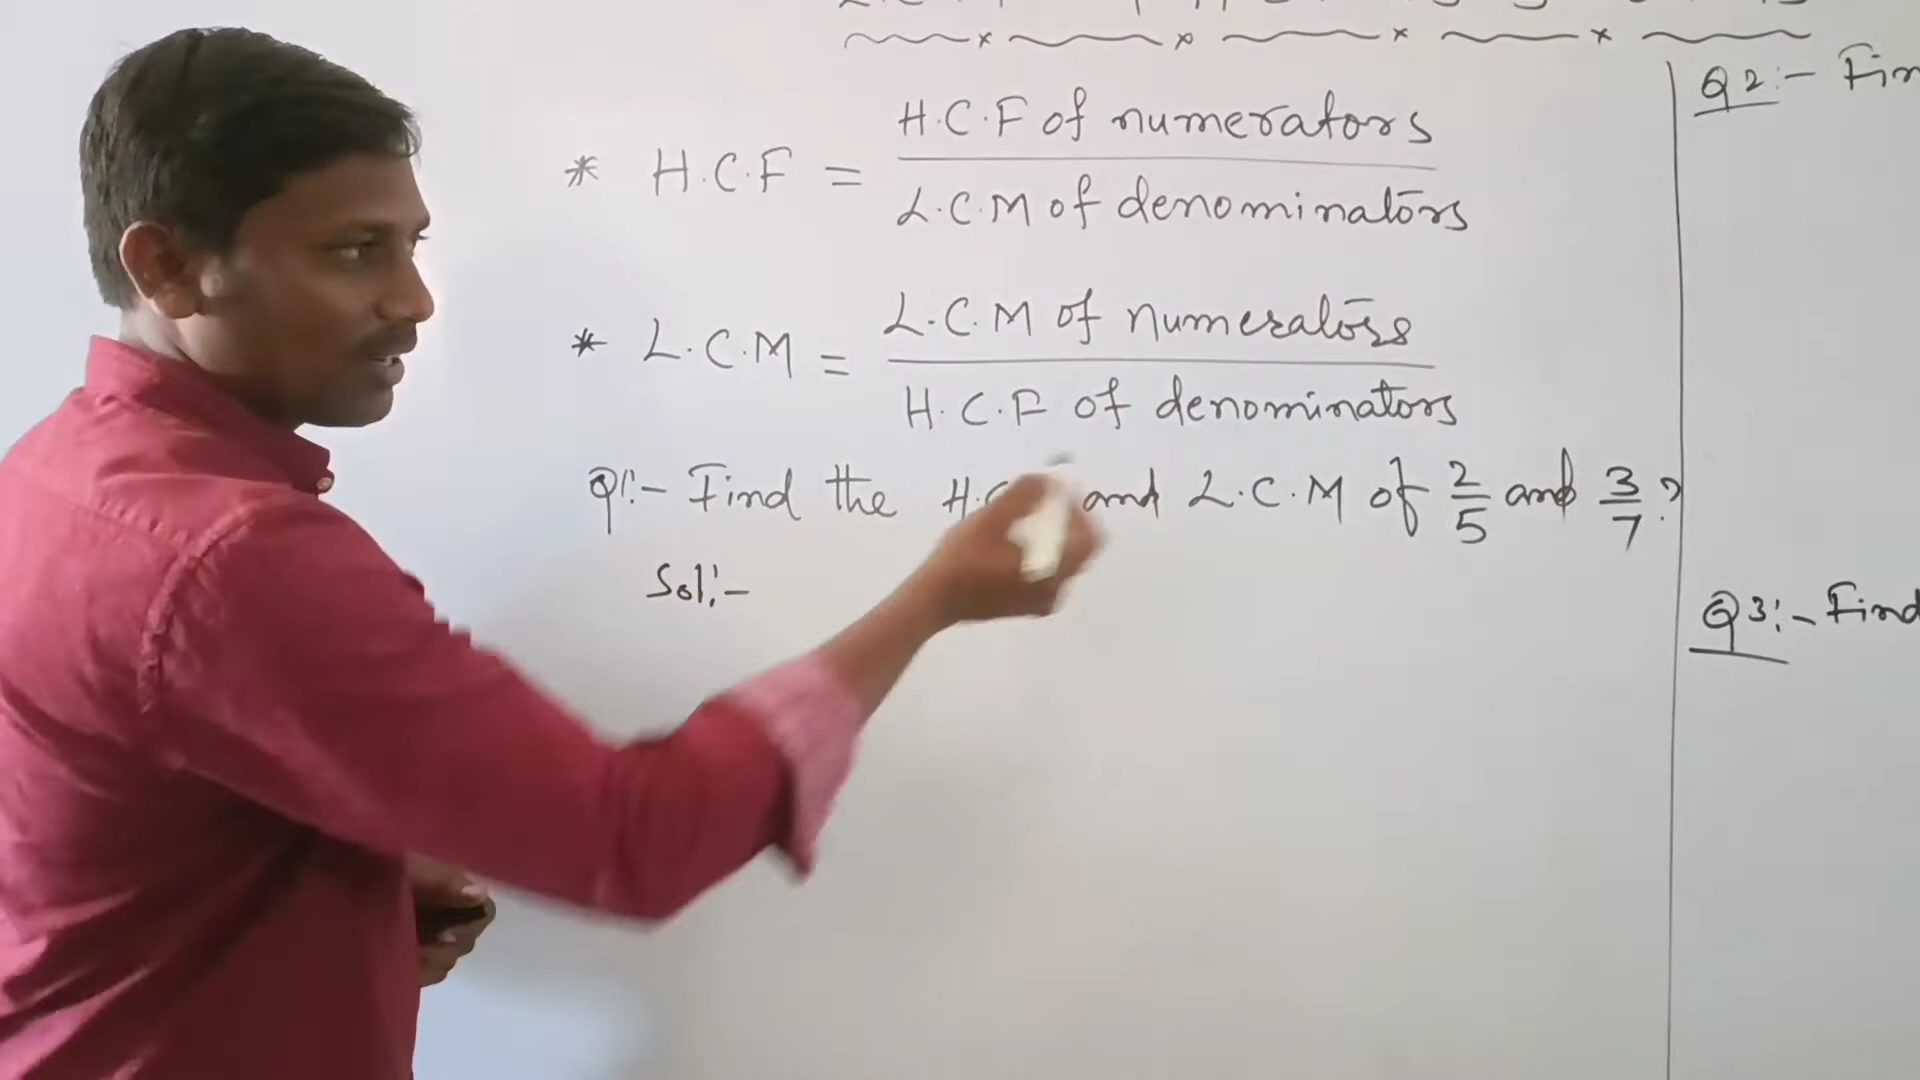 * H.C.F = H.C.F of numerators
L.C.M of denominators
* L.C.M = L.C.M of numerators
H.C.F of denominators
Q1:- Find the and L.C.M of 2/5 and 3/7?
Sol:-
Q2:-
Q3:- Find